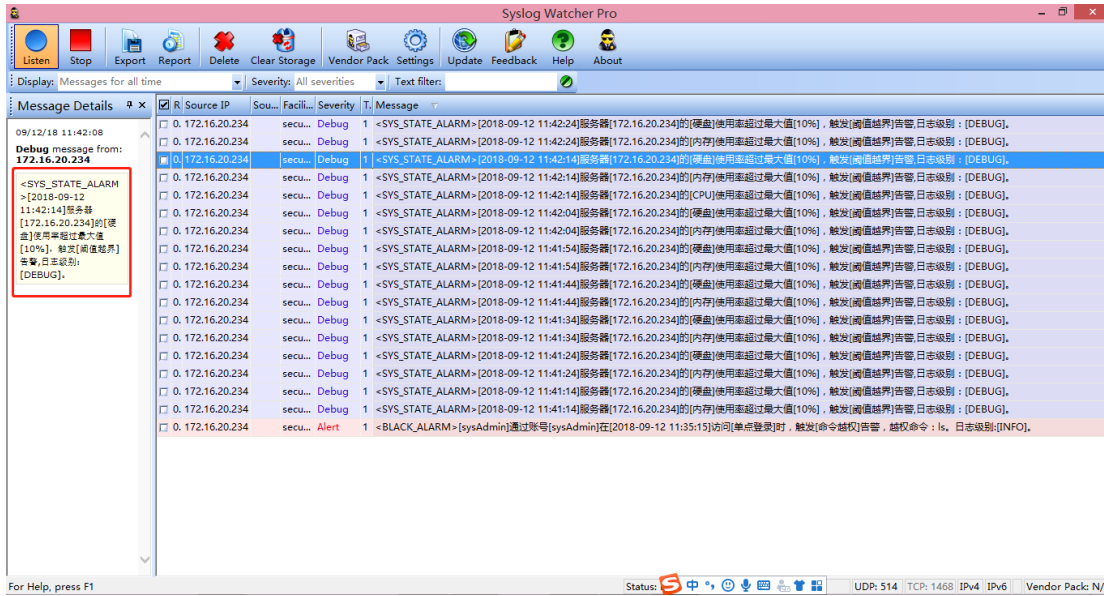 Syslog Watcher Pro
Listen Stop Export Report Delete Clear Storage Vendor Pack Settings Update Feedback Help About
Display: Messages for all time Severity: All severities Text filter:
Message Details
R Source IP Sou... Facili... Severity T. Message
09/12/18 11:42:08
Debug message from:
172.16.20.234
<SYS_STATE_ALARM
>[2018-09-12
11:42:14]服务器
[172.16.20.234]的[硬
盘]使用率超过最大值
[10%]，触发[阈值越界]
告警,日志级别：
[DEBUG]。
0. 172.16.20.234 secu... Debug 1 <SYS_STATE_ALARM>[2018-09-12 11:42:24]服务器[172.16.20.234]的[硬盘]使用率超过最大值[10%]，触发[阈值越界]告警,日志级别：[DEBUG]。
0. 172.16.20.234 secu... Debug 1 <SYS_STATE_ALARM>[2018-09-12 11:42:24]服务器[172.16.20.234]的[内存]使用率超过最大值[10%]，触发[阈值越界]告警,日志级别：[DEBUG]。
0. 172.16.20.234 secu... Debug 1 <SYS_STATE_ALARM>[2018-09-12 11:42:14]服务器[172.16.20.234]的[硬盘]使用率超过最大值[10%]，触发[阈值越界]告警,日志级别：[DEBUG]。
0. 172.16.20.234 secu... Debug 1 <SYS_STATE_ALARM>[2018-09-12 11:42:14]服务器[172.16.20.234]的[内存]使用率超过最大值[10%]，触发[阈值越界]告警,日志级别：[DEBUG]。
0. 172.16.20.234 secu... Debug 1 <SYS_STATE_ALARM>[2018-09-12 11:42:14]服务器[172.16.20.234]的[CPU]使用率超过最大值[10%]，触发[阈值越界]告警,日志级别：[DEBUG]。
0. 172.16.20.234 secu... Debug 1 <SYS_STATE_ALARM>[2018-09-12 11:42:04]服务器[172.16.20.234]的[硬盘]使用率超过最大值[10%]，触发[阈值越界]告警,日志级别：[DEBUG]。
0. 172.16.20.234 secu... Debug 1 <SYS_STATE_ALARM>[2018-09-12 11:42:04]服务器[172.16.20.234]的[内存]使用率超过最大值[10%]，触发[阈值越界]告警,日志级别：[DEBUG]。
0. 172.16.20.234 secu... Debug 1 <SYS_STATE_ALARM>[2018-09-12 11:41:54]服务器[172.16.20.234]的[硬盘]使用率超过最大值[10%]，触发[阈值越界]告警,日志级别：[DEBUG]。
0. 172.16.20.234 secu... Debug 1 <SYS_STATE_ALARM>[2018-09-12 11:41:54]服务器[172.16.20.234]的[内存]使用率超过最大值[10%]，触发[阈值越界]告警,日志级别：[DEBUG]。
0. 172.16.20.234 secu... Debug 1 <SYS_STATE_ALARM>[2018-09-12 11:41:44]服务器[172.16.20.234]的[硬盘]使用率超过最大值[10%]，触发[阈值越界]告警,日志级别：[DEBUG]。
0. 172.16.20.234 secu... Debug 1 <SYS_STATE_ALARM>[2018-09-12 11:41:44]服务器[172.16.20.234]的[内存]使用率超过最大值[10%]，触发[阈值越界]告警,日志级别：[DEBUG]。
0. 172.16.20.234 secu... Debug 1 <SYS_STATE_ALARM>[2018-09-12 11:41:34]服务器[172.16.20.234]的[硬盘]使用率超过最大值[10%]，触发[阈值越界]告警,日志级别：[DEBUG]。
0. 172.16.20.234 secu... Debug 1 <SYS_STATE_ALARM>[2018-09-12 11:41:34]服务器[172.16.20.234]的[内存]使用率超过最大值[10%]，触发[阈值越界]告警,日志级别：[DEBUG]。
0. 172.16.20.234 secu... Debug 1 <SYS_STATE_ALARM>[2018-09-12 11:41:24]服务器[172.16.20.234]的[硬盘]使用率超过最大值[10%]，触发[阈值越界]告警,日志级别：[DEBUG]。
0. 172.16.20.234 secu... Debug 1 <SYS_STATE_ALARM>[2018-09-12 11:41:24]服务器[172.16.20.234]的[内存]使用率超过最大值[10%]，触发[阈值越界]告警,日志级别：[DEBUG]。
0. 172.16.20.234 secu... Debug 1 <SYS_STATE_ALARM>[2018-09-12 11:41:14]服务器[172.16.20.234]的[硬盘]使用率超过最大值[10%]，触发[阈值越界]告警,日志级别：[DEBUG]。
0. 172.16.20.234 secu... Debug 1 <SYS_STATE_ALARM>[2018-09-12 11:41:14]服务器[172.16.20.234]的[内存]使用率超过最大值[10%]，触发[阈值越界]告警,日志级别：[DEBUG]。
0. 172.16.20.234 secu... Alert 1 <BLACK_ALARM>[sysAdmin]通过账号[sysAdmin]在[2018-09-12 11:35:15]访问[单点登录]时，触发[命令越权]告警，越权命令：ls。日志级别:[INFO]。
For Help, press F1 Status: S 中 UDP: 514 TCP: 1468 IPv4 IPv6 Vendor Pack: N/